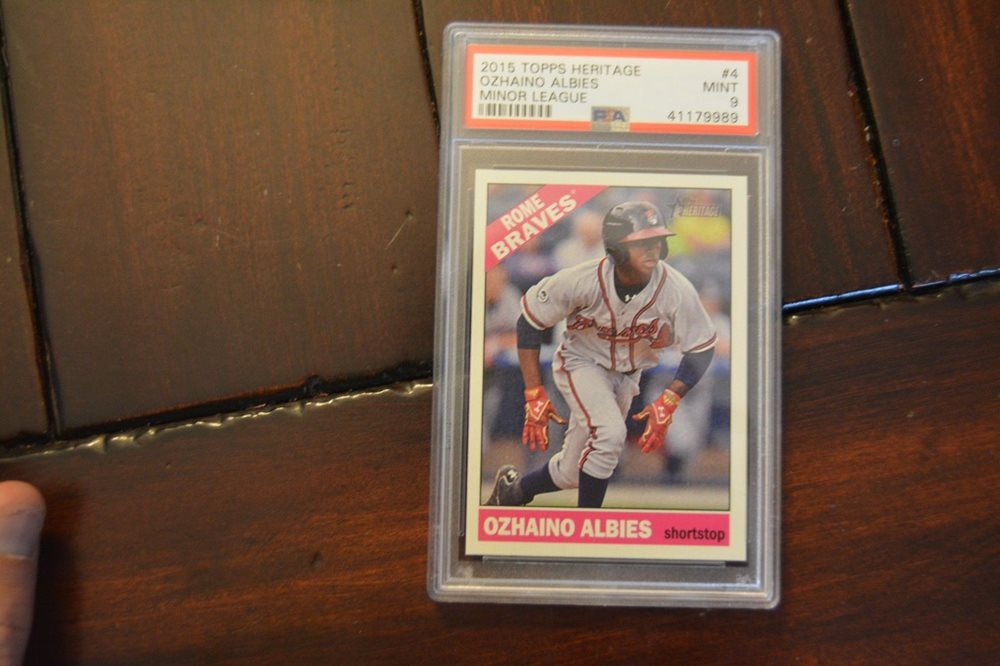 2015 TOPPS HERITAGE #4
OZHAINO ALBIES MINT
MINOR LEAGUE 9
PSA 41179989
ROME
BRAVES
HERITAGE
Braves
OZHAINO ALBIES shortstop